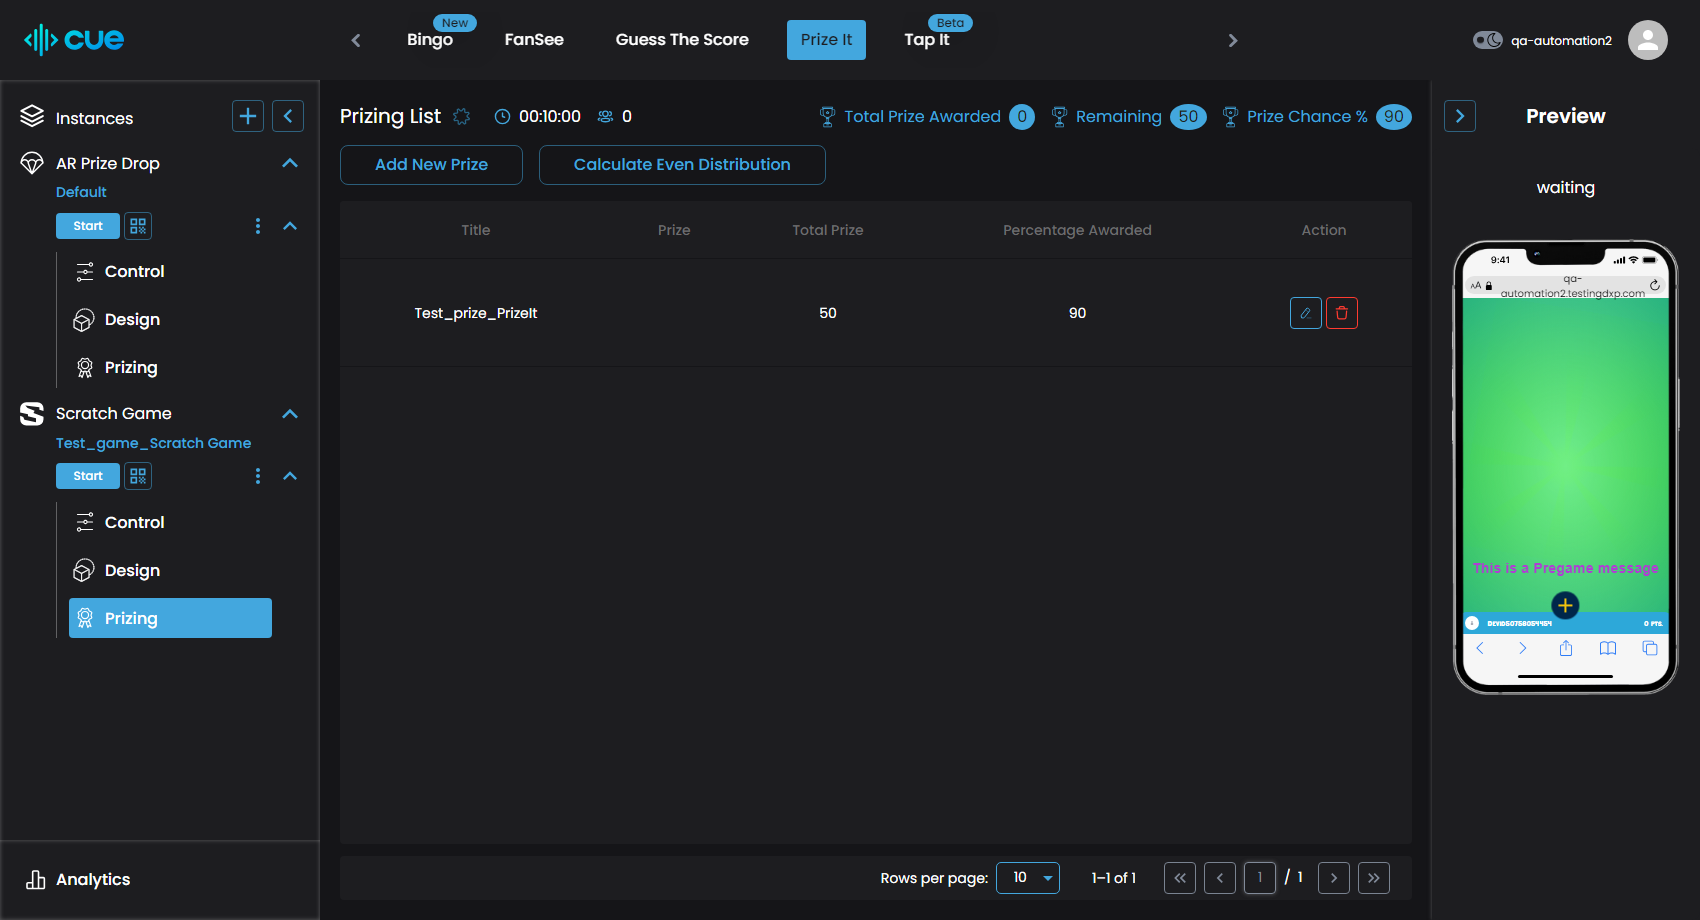 cue
New
Bingo
FanSee
Guess The Score
Prize It
Beta
Tap It
qa-automation2
Instances
AR Prize Drop
Default
Start
Control
Design
Prizing
Scratch Game
Test_game_Scratch Game
Start
Control
Design
Prizing
Analytics
Prizing List
00:10:00
0
Total Prize Awarded 0
Remaining 50
Prize Chance % 90
Add New Prize
Calculate Even Distribution
Title Prize Total Prize Percentage Awarded Action
Test_prize_PrizeIt 50 90
Rows per page: 10 1–1 of 1 1 / 1
Preview
waiting
9:41
AA
qa-
automation2.testingdxp.com
This is a Pregame message
0 PTS.